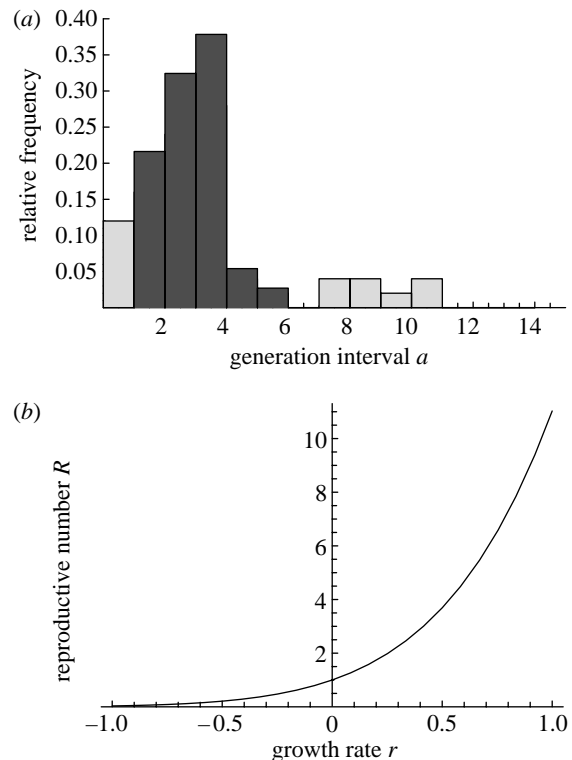 (a)
relative frequency
0.40
0.35
0.30
0.25
0.20
0.15
0.10
0.05
2 4 6 8 10 12 14
generation interval a
(b)
reproductive number R
10
8
6
4
2
−1.0 −0.5 0 0.5 1.0
growth rate r